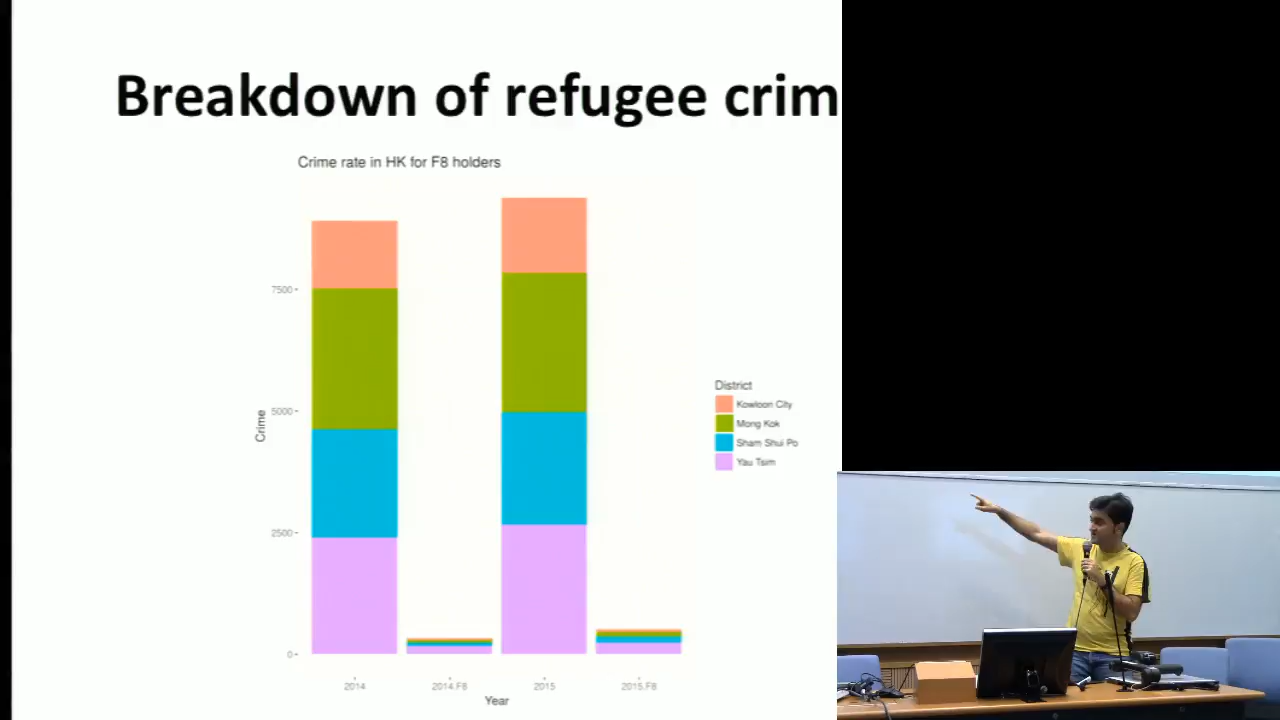 Breakdown of refugee crim
Crime rate in HK for F8 holders
7500
5000
2500
0
Crime
2014
2014.F8
2015
2015.F8
Year
District
Kowloon City
Mong Kok
Sham Shui Po
Yau Tsim